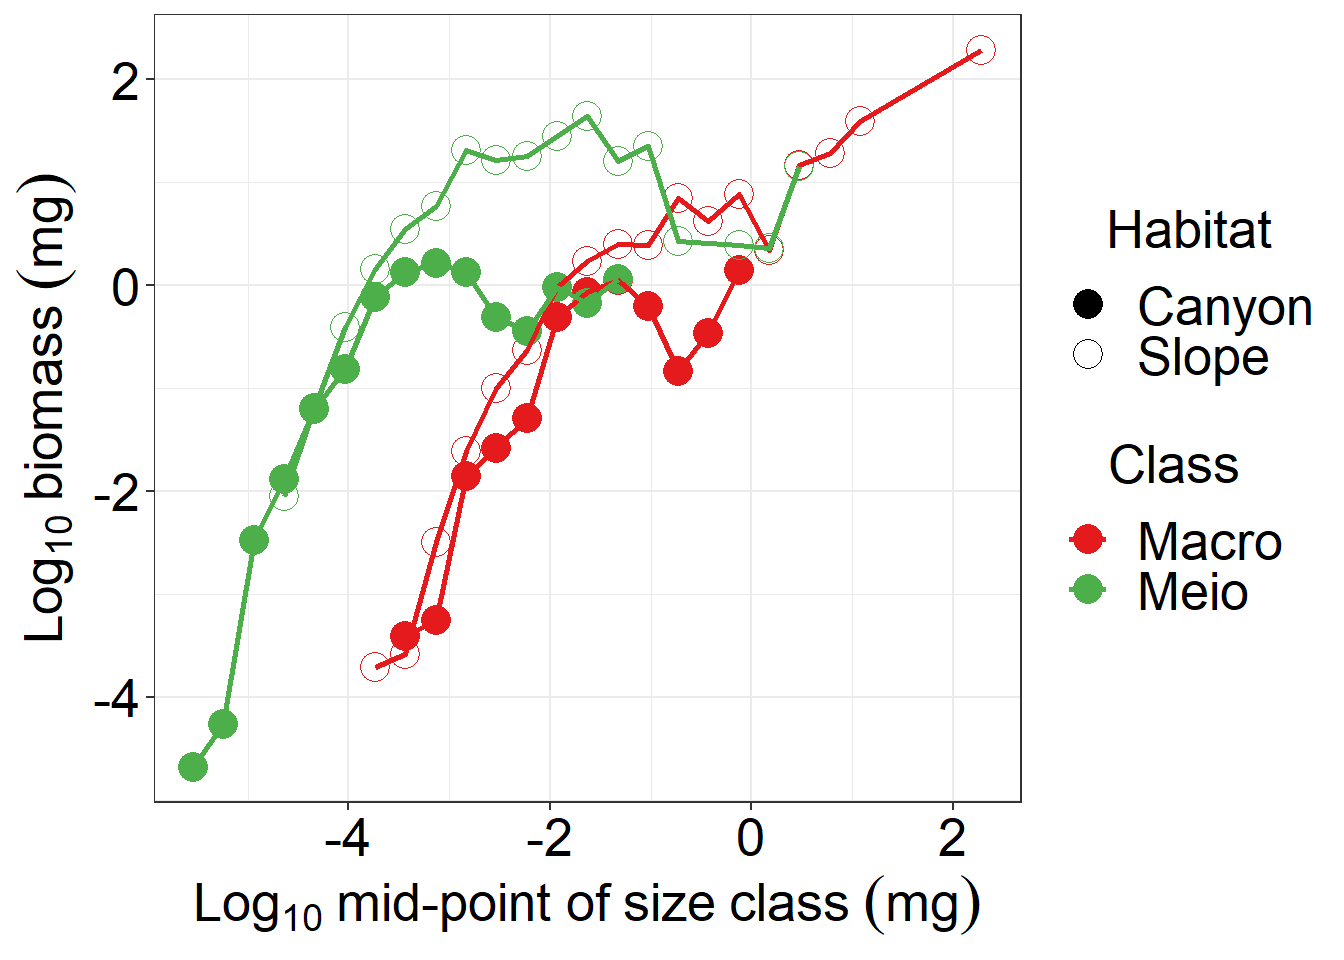 Log10 biomass (mg)
2
0
-2
-4
-4 -2 0 2
Log10 mid-point of size class (mg)
Habitat
Canyon
Slope
Class
Macro
Meio